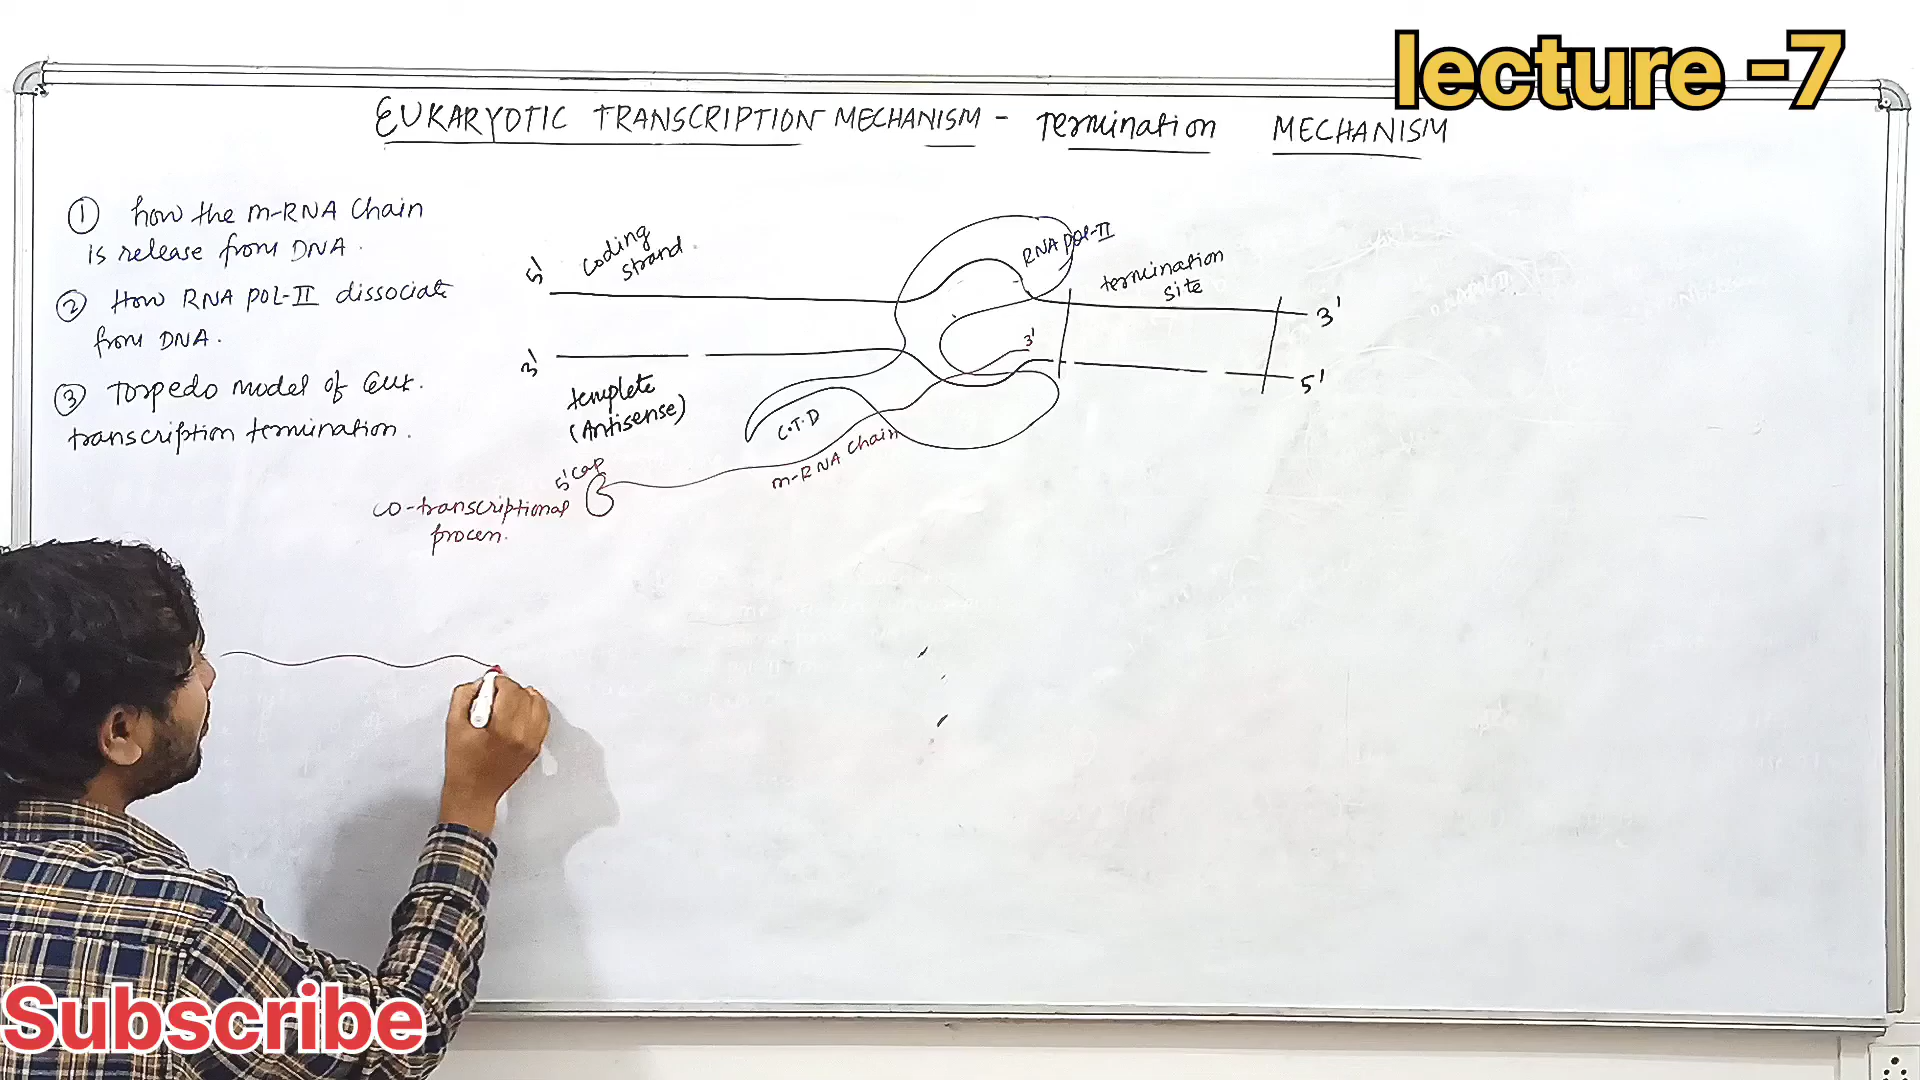 lecture -7
EUKARYOTIC TRANSCRIPTION MECHANISM - Termination MECHANISM
① how the m-RNA Chain
is release from DNA.
② How RNA POL-II dissociate
from DNA.
③ Torpedo model of Euk.
transcription termination.
5' coding
strand.
RNA POL-II
termination
site
3'
3'
3'
5'
templete
(Antisense)
C.T.D
m-RNA Chain
5' cap
co-transcriptional
process.
Subscribe